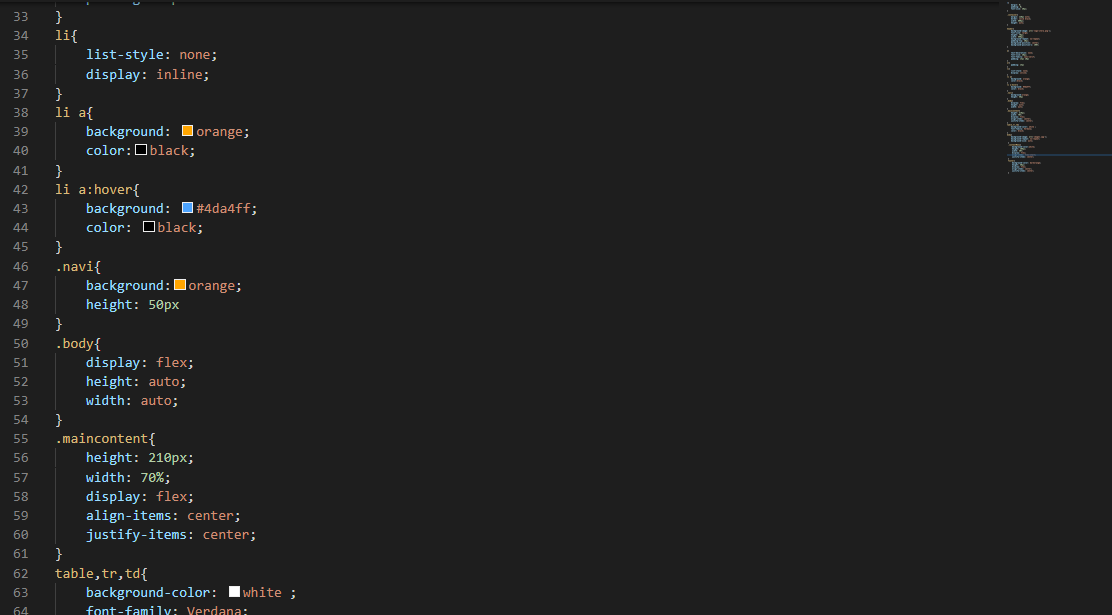 33 }
34 li{
35 list-style: none;
36 display: inline;
37 }
38 li a{
39 background: orange;
40 color: black;
41 }
42 li a:hover{
43 background: #4da4ff;
44 color: black;
45 }
46 .navi{
47 background: orange;
48 height: 50px
49 }
50 .body{
51 display: flex;
52 height: auto;
53 width: auto;
54 }
55 .maincontent{
56 height: 210px;
57 width: 70%;
58 display: flex;
59 align-items: center;
60 justify-items: center;
61 }
62 table,tr,td{
63 background-color: white ;
64 font-family: Verdana;